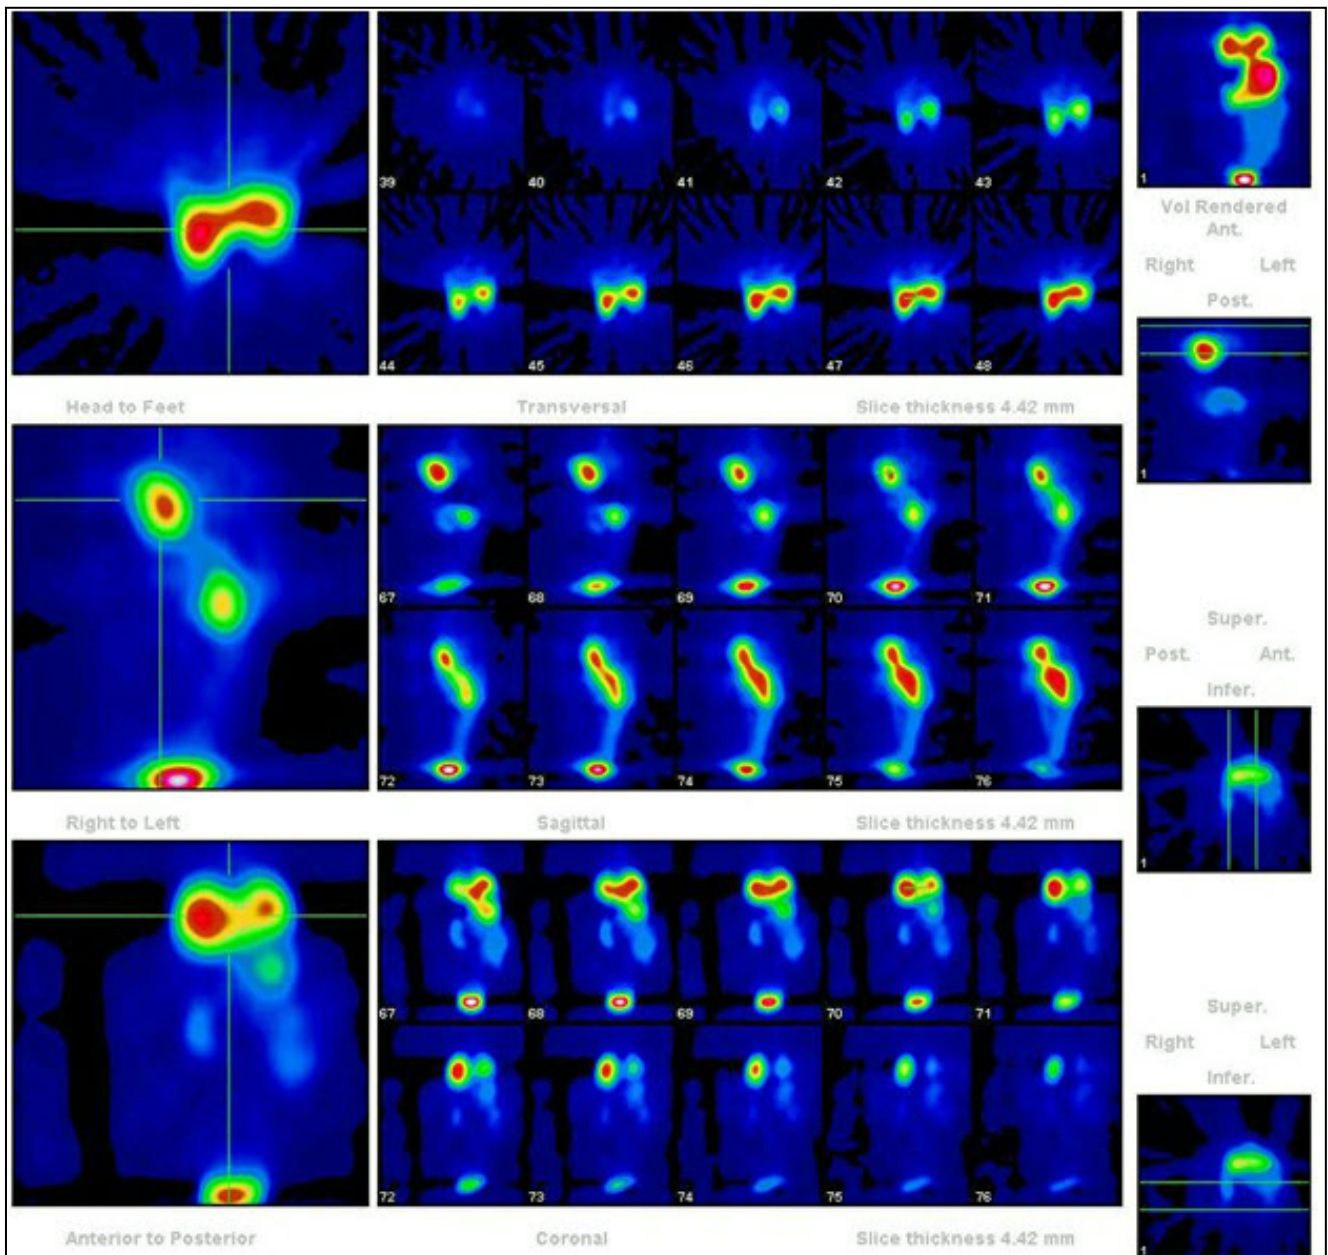 39 40 41 42 43
1
Vol Rendered
Ant.
Right Left
Post.
44 45 46 47 48
Head to Feet Transversal Slice thickness 4.42 mm
1
67 68 69 70 71
Super.
Post. Ant.
Infer.
72 73 74 75 76
Right to Left Sagittal Slice thickness 4.42 mm
1
67 68 69 70 71
Super.
Right Left
Infer.
72 73 74 75 76
Anterior to Posterior Coronal Slice thickness 4.42 mm
1